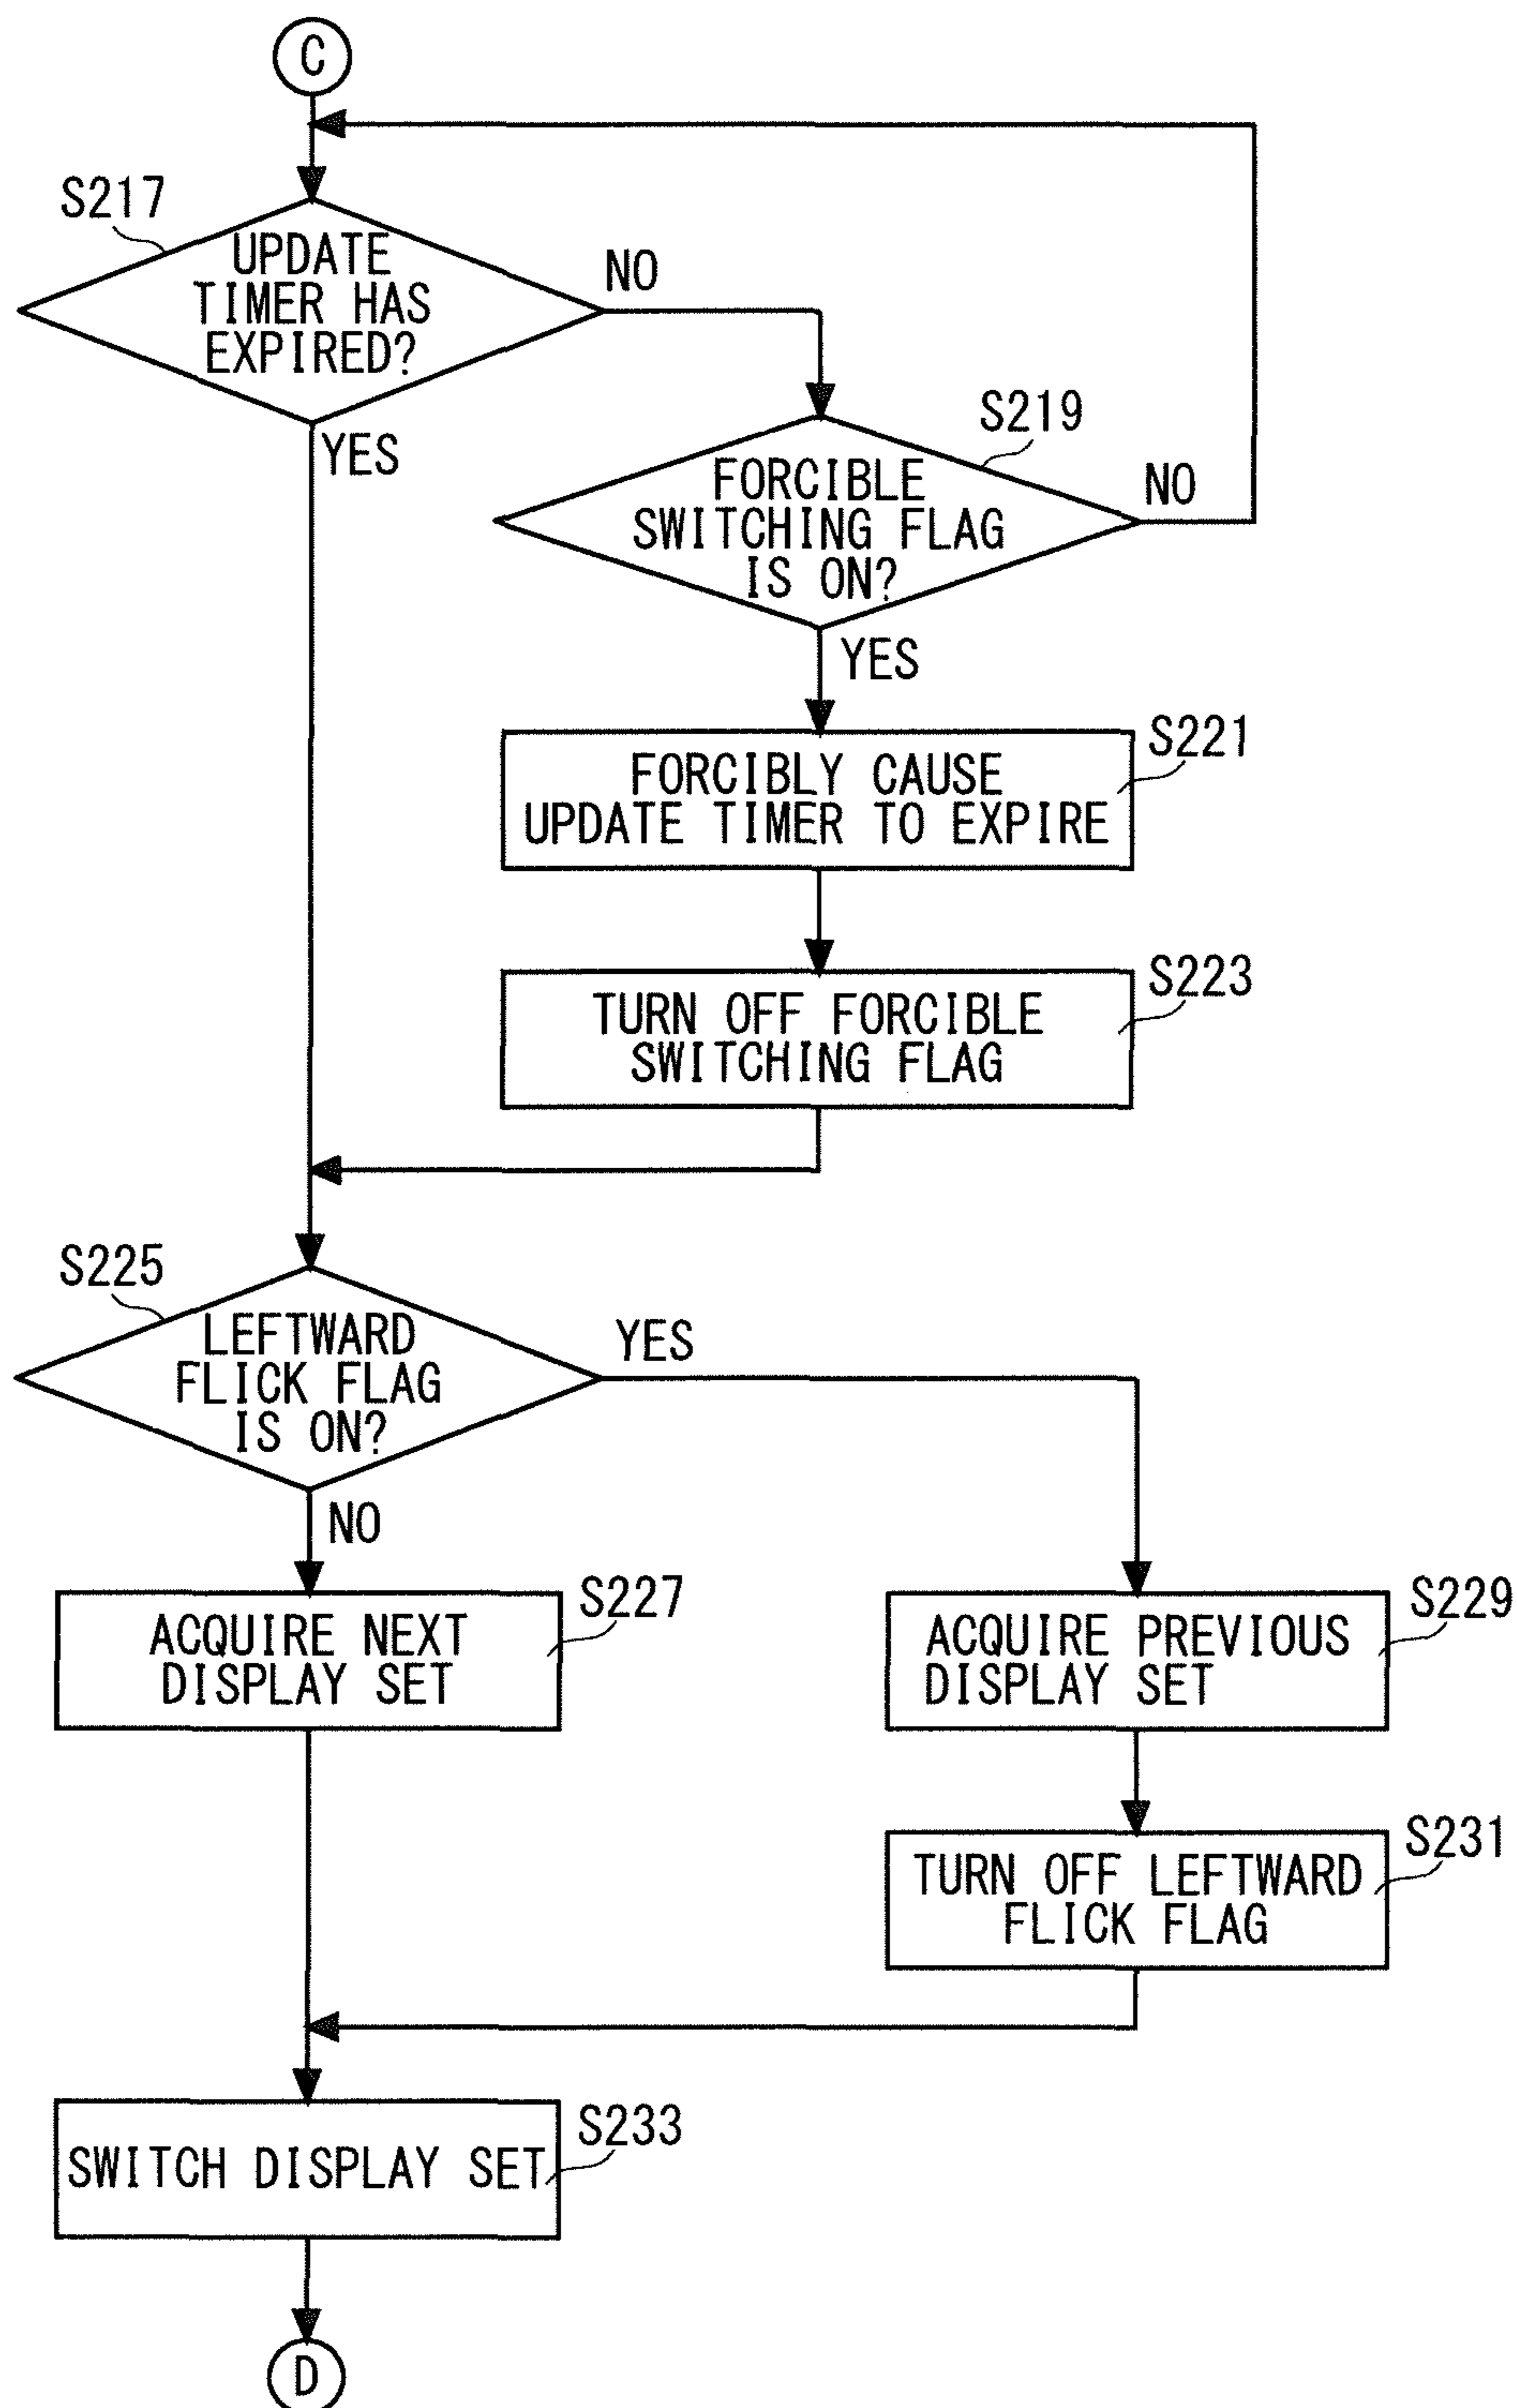 C
S217
UPDATE
TIMER HAS
EXPIRED?
NO
YES
S219
FORCIBLE
SWITCHING FLAG
IS ON?
NO
YES
S221
FORCIBLY CAUSE
UPDATE TIMER TO EXPIRE
S223
TURN OFF FORCIBLE
SWITCHING FLAG
S225
LEFTWARD
FLICK FLAG
IS ON?
YES
NO
S227
ACQUIRE NEXT
DISPLAY SET
S229
ACQUIRE PREVIOUS
DISPLAY SET
S231
TURN OFF LEFTWARD
FLICK FLAG
S233
SWITCH DISPLAY SET
D